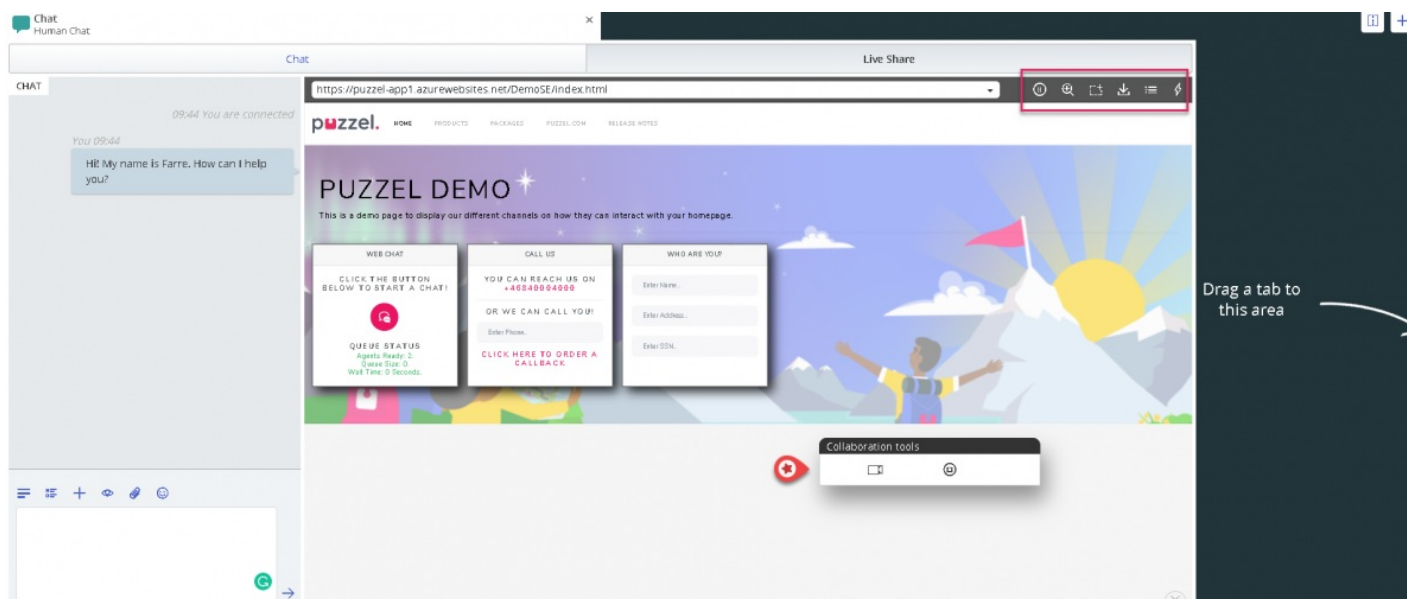 Chat
Human Chat
Chat
Live Share
CHAT
09:44 You are connected
You 09:44
Hi! My name is Farre. How can I help
you?
https://puzzel-app1.azurewebsites.net/DemoSE/index.html
puzzel.
HOME
PRODUCTS
PACKAGES
PUZZEL.COM
RELEASE NOTES
PUZZEL DEMO
This is a demo page to display our different channels on how they can interact with your homepage.
WEB CHAT
CLICK THE BUTTON
BELOW TO START A CHAT!
QUEUE STATUS
Agents Ready: 2.
Queue Size: 0.
Wait Time: 0 Seconds.
CALL US
YOU CAN REACH US ON
+46840004000
OR WE CAN CALL YOU!
Enter Phone..
CLICK HERE TO ORDER A
CALLBACK
WHO ARE YOU?
Enter Name..
Enter Address..
Enter SSN..
Collaboration tools
Drag a tab to
this area